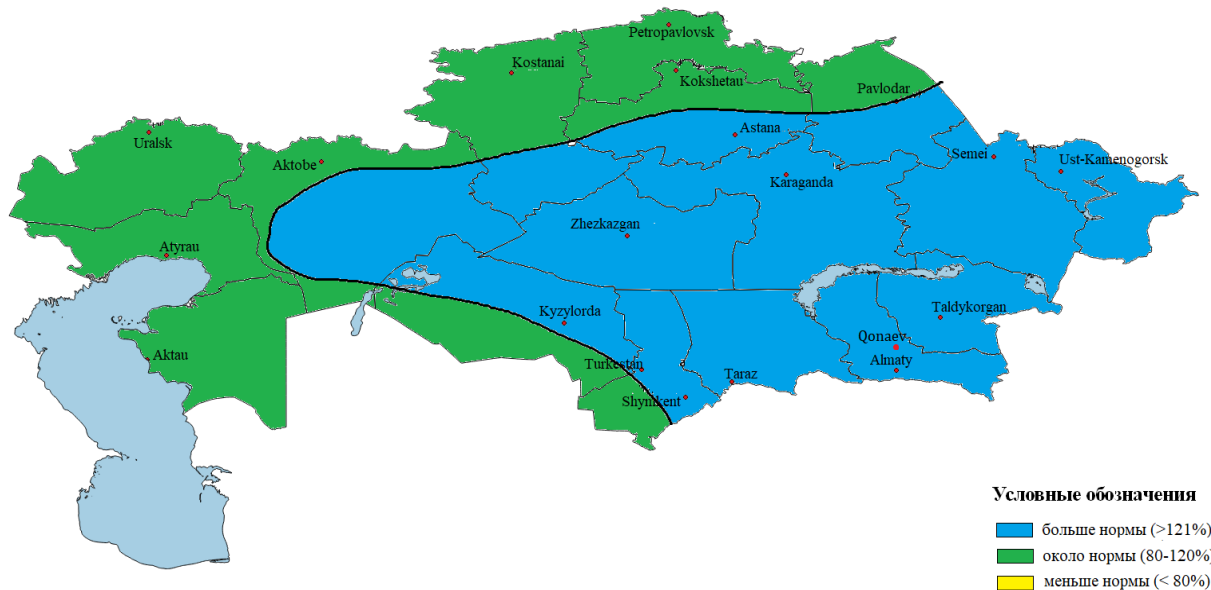 Petropavlovsk
Kostanai
Kokshetau
Pavlodar
Astana
Uralsk
Aktobe
Semei
Ust-Kamenogorsk
Karaganda
Zhezkazgan
Atyrau
Kyzylorda
Taldykorgan
Qonaev
Aktau
Almaty
Turkestan
Taraz
Shymkent
Условные обозначения
больше нормы (>121%)
около нормы (80-120%)
меньше нормы (< 80%)